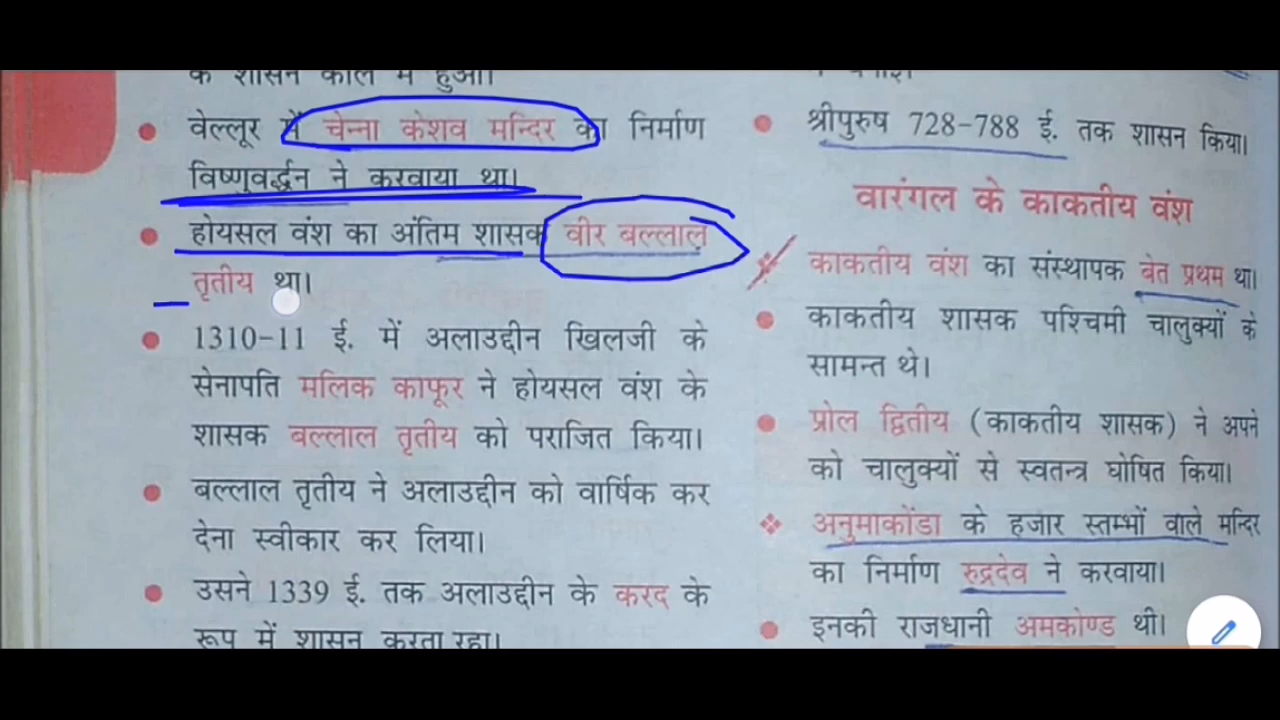 के शासन काल में हुआ।
वेल्लूर में चेन्ना केशव मन्दिर का निर्माण
विष्णुवर्द्धन ने करवाया था।
होयसल वंश का अंतिम शासक वीर बल्लाल
तृतीय था।
1310-11 ई. में अलाउद्दीन खिलजी के
सेनापति मलिक काफूर ने होयसल वंश के
शासक बल्लाल तृतीय को पराजित किया।
बल्लाल तृतीय ने अलाउद्दीन को वार्षिक कर
देना स्वीकार कर लिया।
उसने 1339 ई. तक अलाउद्दीन के करद के
रूप में शासन करता रहा।
श्रीपुरुष 728-788 ई. तक शासन किया।
वारंगल के काकतीय वंश
काकतीय वंश का संस्थापक बेत प्रथम था।
काकतीय शासक पश्चिमी चालुक्यों के
सामन्त थे।
प्रोल द्वितीय (काकतीय शासक) ने अपने
को चालुक्यों से स्वतन्त्र घोषित किया।
अनुमाकोंडा के हजार स्तम्भों वाले मन्दिर
का निर्माण रुद्रदेव ने करवाया।
इनकी राजधानी अमकोण्ड थी।